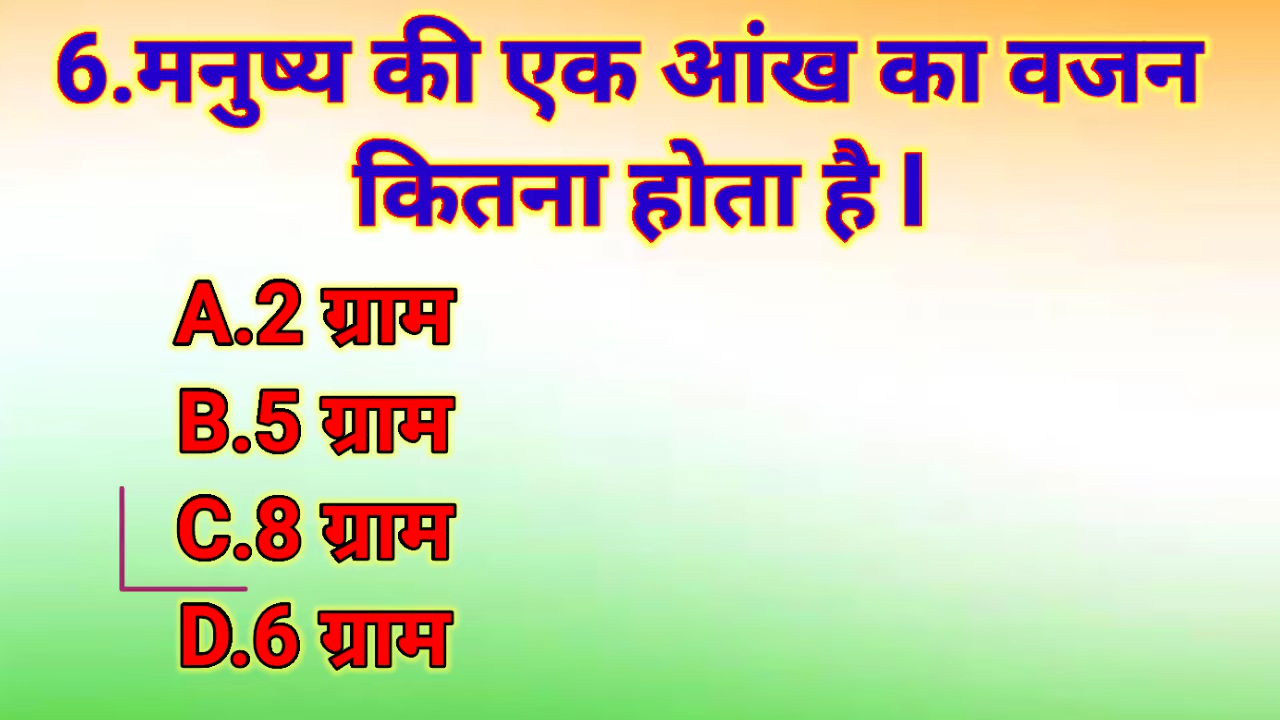 6.मनुष्य की एक आंख का वजन
कितना होता है l
A.2 ग्राम
B.5 ग्राम
C.8 ग्राम
D.6 ग्राम